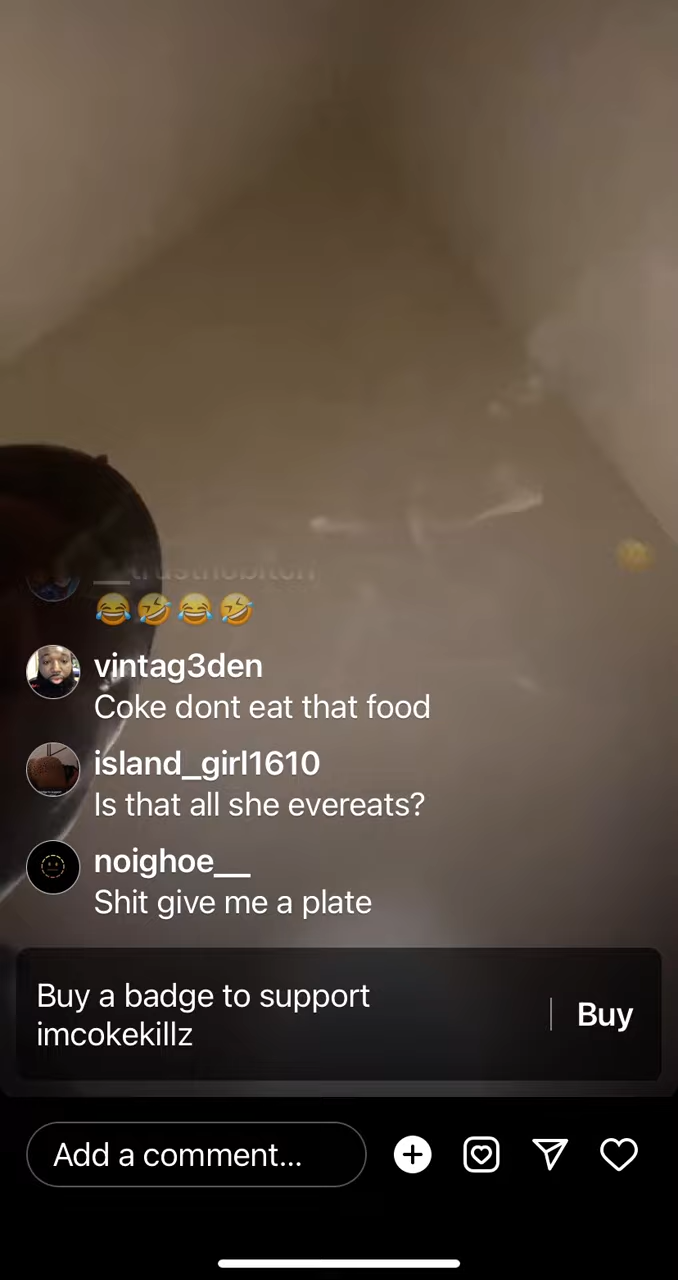 😂🤣😂🤣
vintag3den
Coke dont eat that food
island_girl1610
Is that all she evereats?
noighoe__
Shit give me a plate
Buy a badge to support
imcokekillz
Buy
Add a comment...